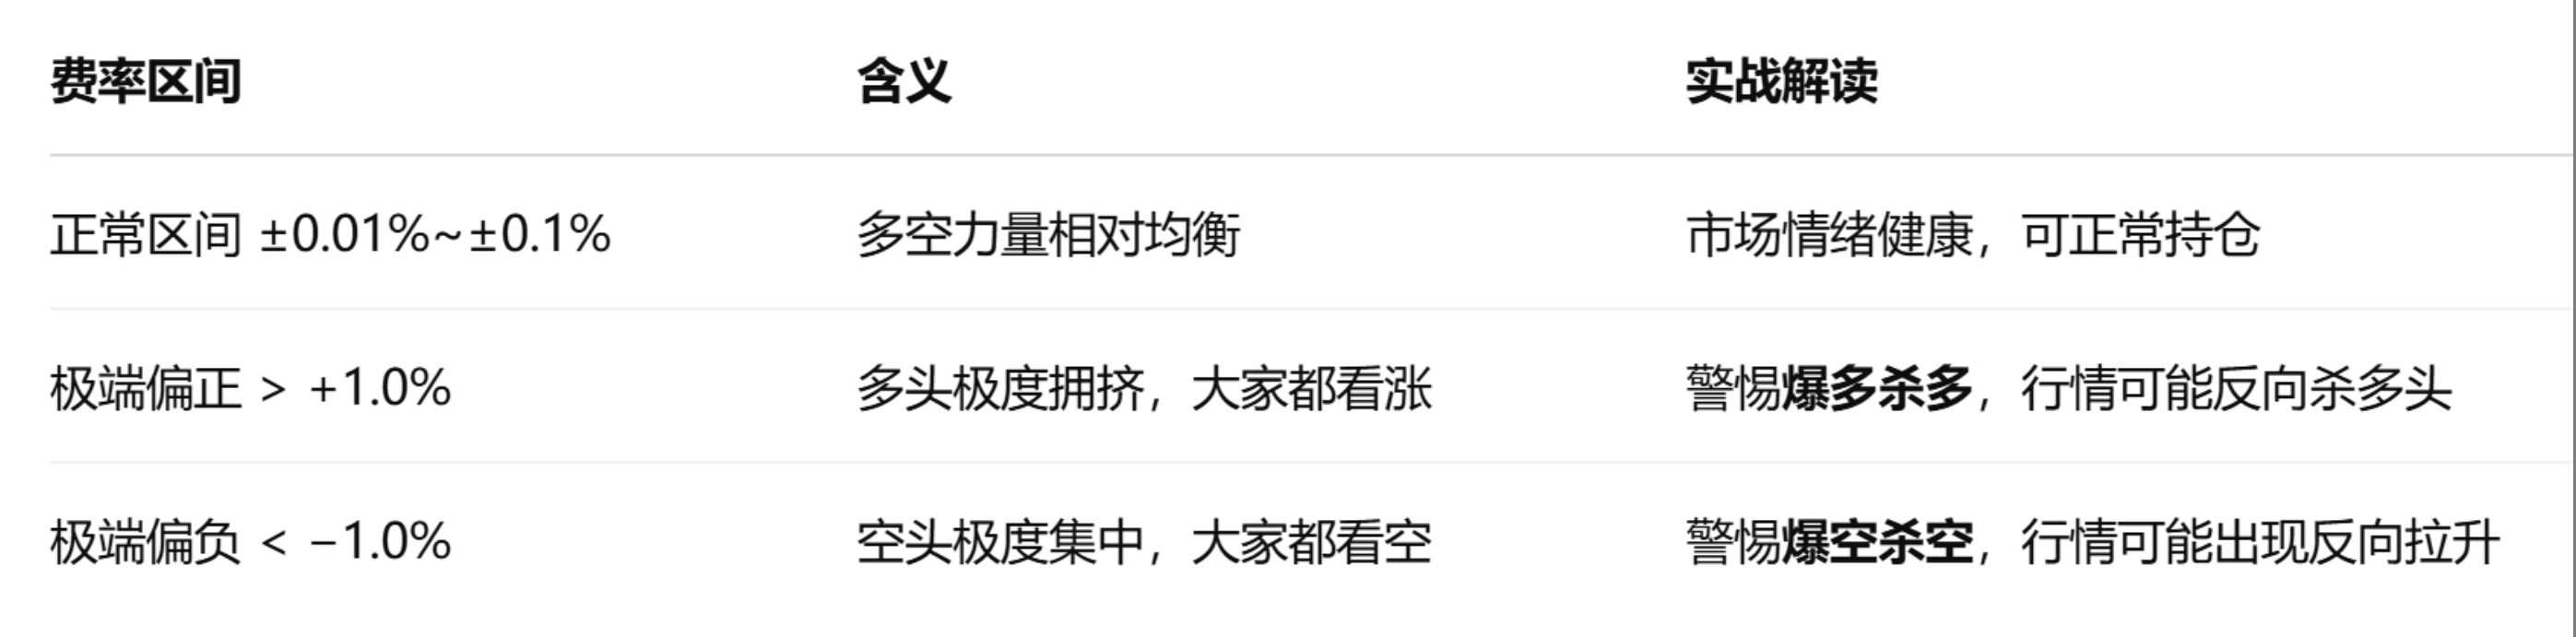 费率区间 含义 实战解读
正常区间 ±0.01%~±0.1% 多空力量相对均衡 市场情绪健康，可正常持仓
极端偏正 > +1.0% 多头极度拥挤，大家都看涨 警惕爆多杀多，行情可能反向杀多头
极端偏负 < −1.0% 空头极度集中，大家都看空 警惕爆空杀空，行情可能出现反向拉升